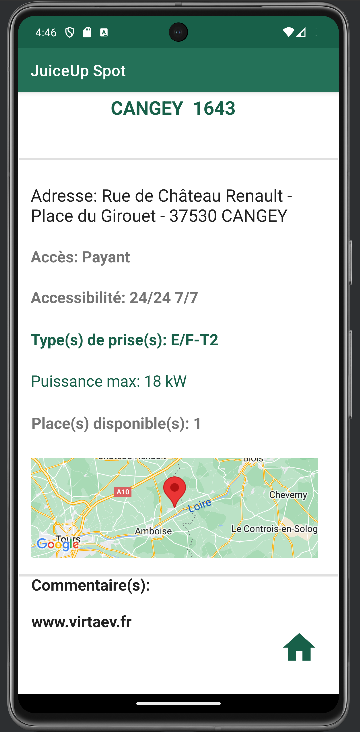 4:46
JuiceUp Spot
CANGEY 1643
Adresse: Rue de Château Renault -
Place du Girouet - 37530 CANGEY
Accès: Payant
Accessibilité: 24/24 7/7
Type(s) de prise(s): E/F-T2
Puissance max: 18 kW
Place(s) disponible(s): 1
Blois
A10
Cheverny
Loire
Amboise
Le Controis-en-Solog
Tours
Google
Commentaire(s):
www.virtaev.fr